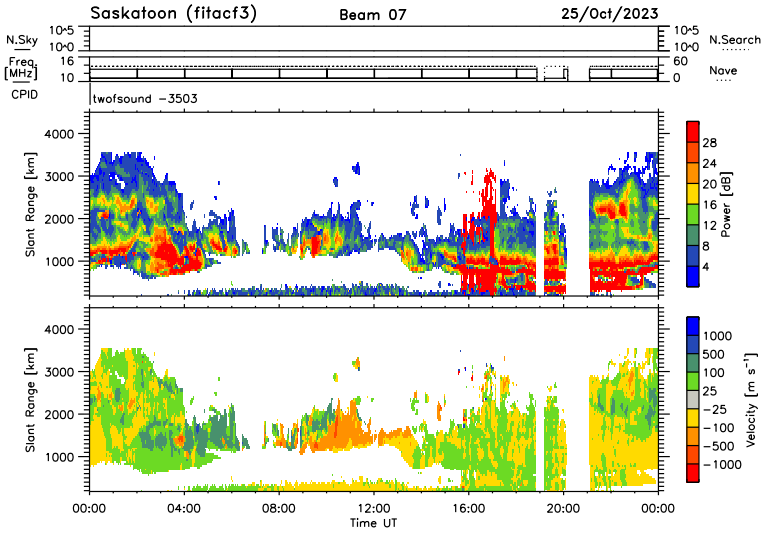 Saskatoon (fitacf3) Beam 07 25/Oct/2023
10^5
N.Sky 10^0 10^5 10^0 N.Search
Freq. 16 60
[MHz] 10 0 Nave
CPID twofsound -3503
4000
3000
2000
1000
Slant Range [km]
28
24
20
16
12
8
4
Power [dB]
4000
3000
2000
1000
Slant Range [km]
1000
500
100
25
-25
-100
-500
-1000
Velocity [m s⁻¹]
00:00 04:00 08:00 12:00 16:00 20:00 00:00
Time UT